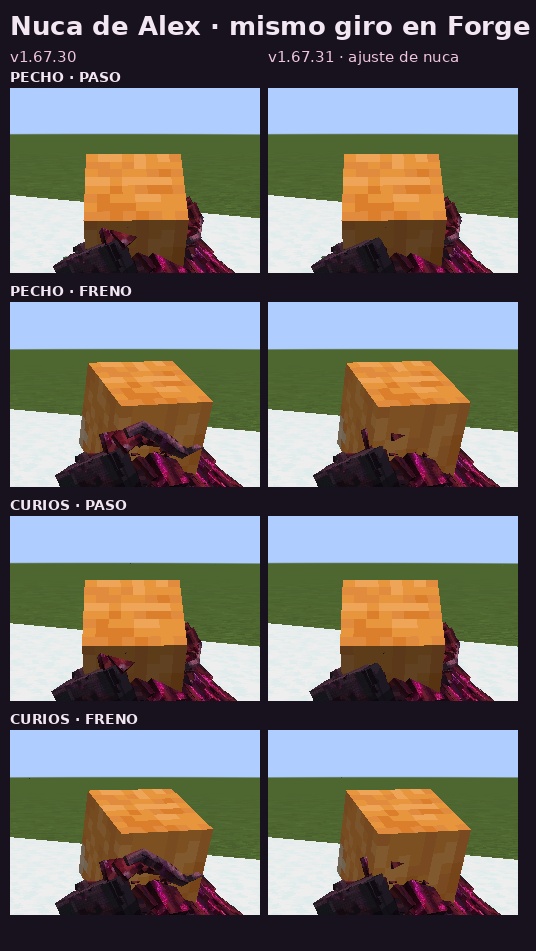 Nuca de Alex · mismo giro en Forge
v1.67.30
v1.67.31 · ajuste de nuca
PECHO · PASO
PECHO · FRENO
CURIOS · PASO
CURIOS · FRENO